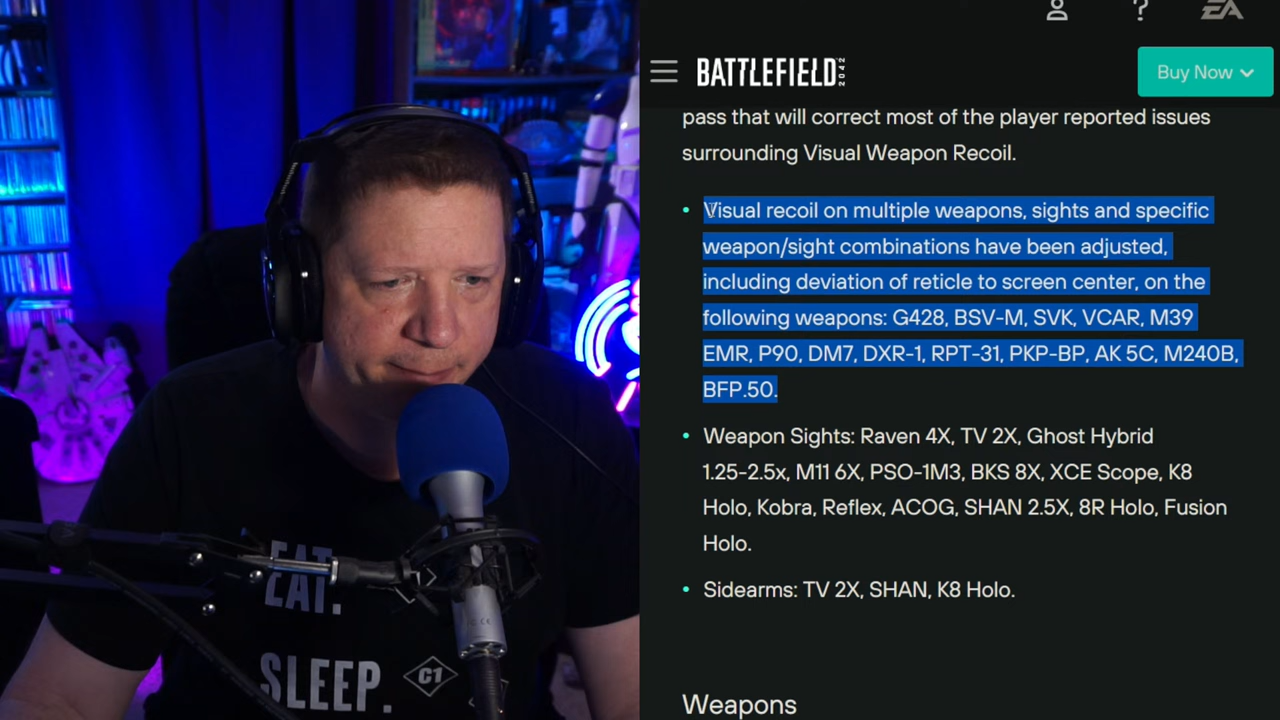 EAT.
SLEEP.
C1
BATTLEFIELD 2042
?
EA
Buy Now
pass that will correct most of the player reported issues
surrounding Visual Weapon Recoil.
• Visual recoil on multiple weapons, sights and specific
weapon/sight combinations have been adjusted,
including deviation of reticle to screen center, on the
following weapons: G428, BSV-M, SVK, VCAR, M39
EMR, P90, DM7, DXR-1, RPT-31, PKP-BP, AK 5C, M240B,
BFP.50.
• Weapon Sights: Raven 4X, TV 2X, Ghost Hybrid
1.25-2.5x, M11 6X, PSO-1M3, BKS 8X, XCE Scope, K8
Holo, Kobra, Reflex, ACOG, SHAN 2.5X, 8R Holo, Fusion
Holo.
• Sidearms: TV 2X, SHAN, K8 Holo.
Weapons